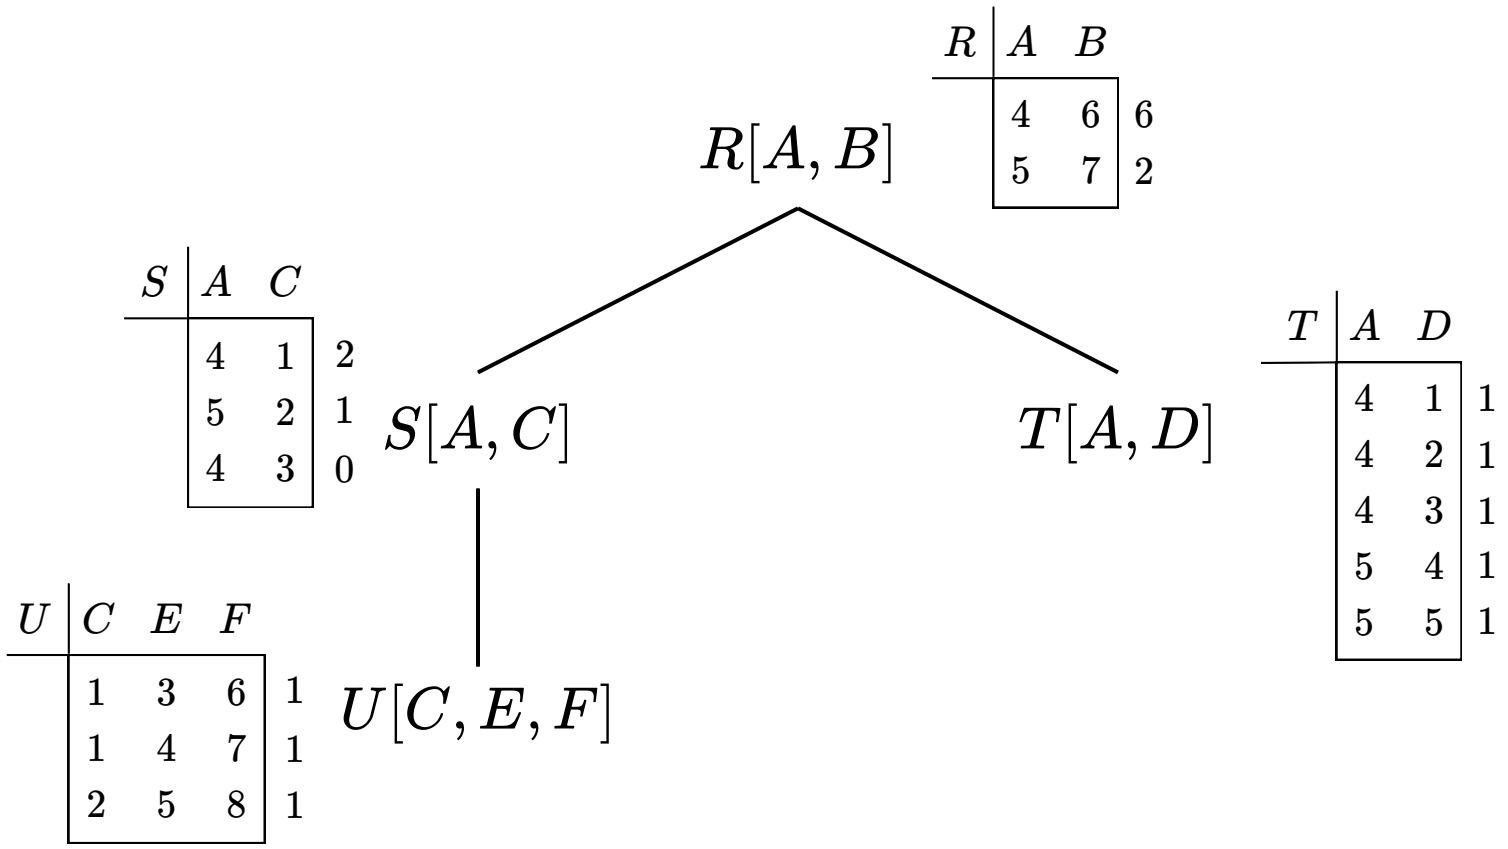 R A B
4 6 6
5 7 2
R[A, B]
S A C
4 1 2
5 2 1
4 3 0
S[A, C]
T A D
4 1 1
4 2 1
4 3 1
5 4 1
5 5 1
T[A, D]
U C E F
1 3 6 1
1 4 7 1
2 5 8 1
U[C, E, F]